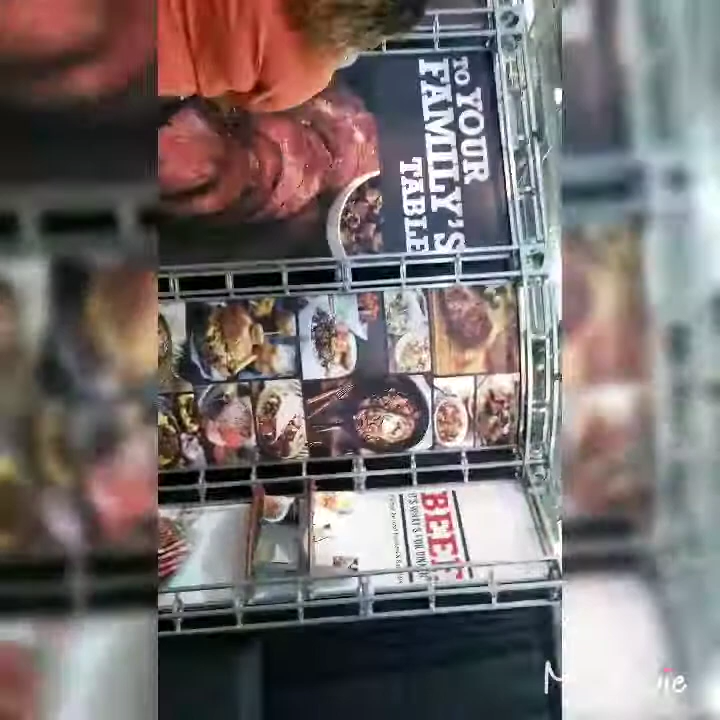 TO YOUR
FAMILY'S
TABLE
BEEF
IT'S WHAT'S FOR DINNER